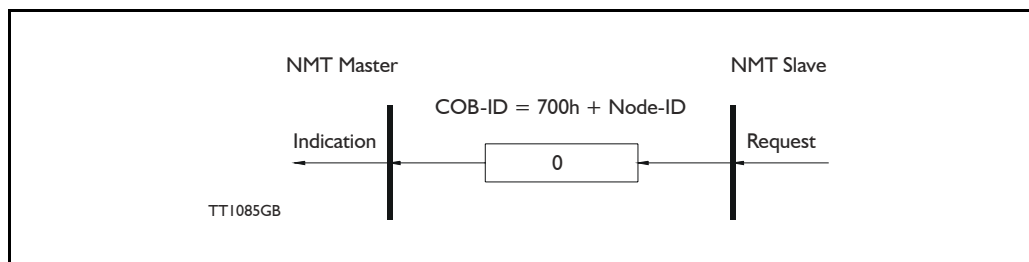 NMT Master
NMT Slave
COB-ID = 700h + Node-ID
Indication
0
Request
TT1085GB